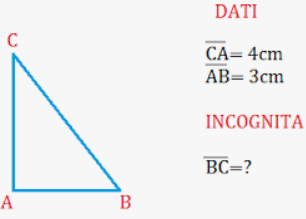 DATI
C
CA= 4cm
AB= 3cm
INCOGNITA
BC=?
A B